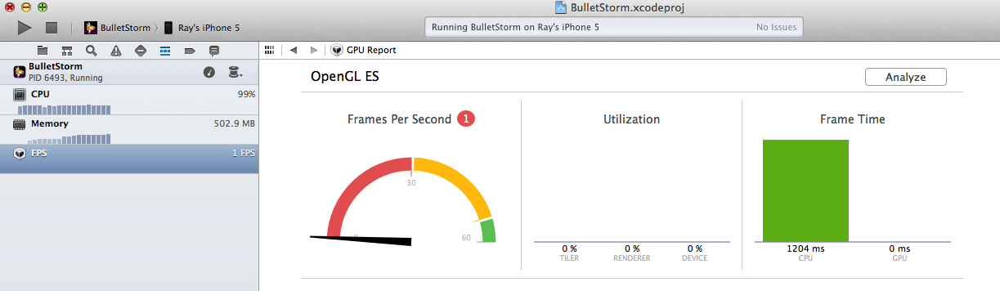 BulletStorm.xcodeproj
BulletStorm Ray's iPhone 5
Running BulletStorm on Ray's iPhone 5 No Issues
GPU Report
BulletStorm
PID 6493, Running
CPU 99%
Memory 502.9 MB
FPS 1 FPS
OpenGL ES Analyze
Frames Per Second 1
30
0
60
Utilization
0 % 0 % 0 %
TILER RENDERER DEVICE
Frame Time
1204 ms 0 ms
CPU GPU